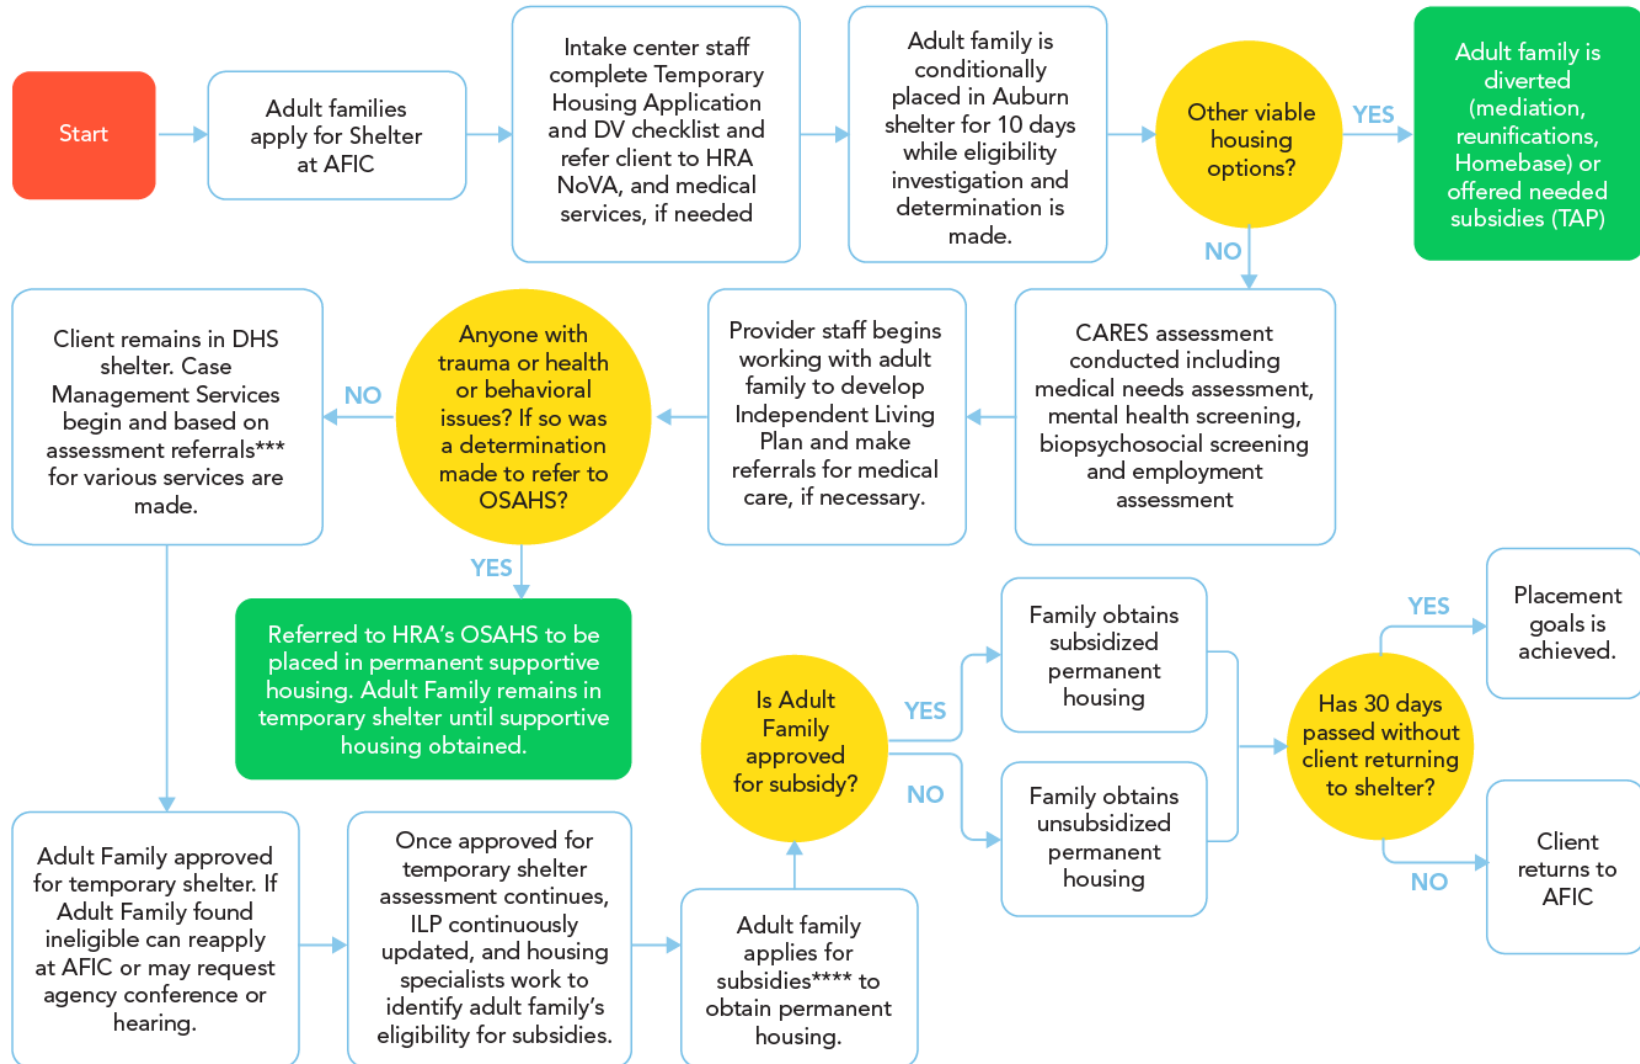 Start
Adult families
apply for Shelter
at AFIC
Intake center staff
complete Temporary
Housing Application
and DV checklist and
refer client to HRA
NoVA, and medical
services, if needed
Adult family is
conditionally
placed in Auburn
shelter for 10 days
while eligibility
investigation and
determination is
made.
Other viable
housing
options?
YES
Adult family is
diverted
(mediation,
reunifications,
Homebase) or
offered needed
subsidies (TAP)
NO
CARES assessment
conducted including
medical needs assessment,
mental health screening,
biopsychosocial screening
and employment
assessment
Provider staff begins
working with adult
family to develop
Independent Living
Plan and make
referrals for medical
care, if necessary.
Anyone with
trauma or health
or behavioral
issues? If so was
a determination
made to refer to
OSAHS?
NO
Client remains in DHS
shelter. Case
Management Services
begin and based on
assessment referrals***
for various services are
made.
YES
Referred to HRA's OSAHS to be
placed in permanent supportive
housing. Adult Family remains in
temporary shelter until supportive
housing obtained.
Adult Family approved
for temporary shelter. If
Adult Family found
ineligible can reapply
at AFIC or may request
agency conference or
hearing.
Once approved for
temporary shelter
assessment continues,
ILP continuously
updated, and housing
specialists work to
identify adult family's
eligibility for subsidies.
Adult family
applies for
subsidies**** to
obtain permanent
housing.
Is Adult
Family
approved
for subsidy?
YES
Family obtains
subsidized
permanent
housing
NO
Family obtains
unsubsidized
permanent
housing
Has 30 days
passed without
client returning
to shelter?
YES
Placement
goals is
achieved.
NO
Client
returns to
AFIC